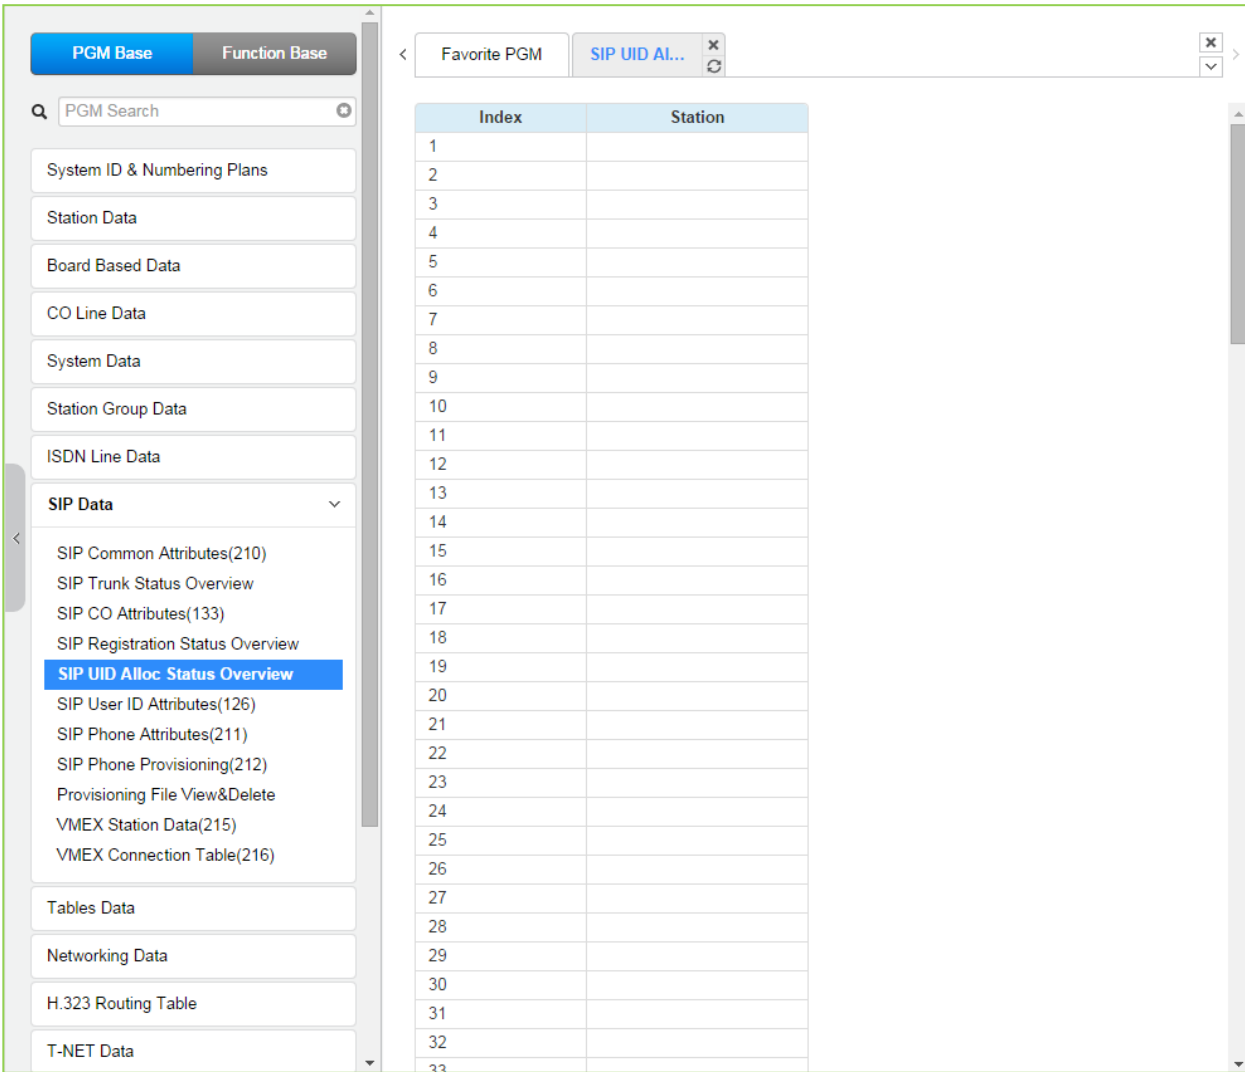 PGM Base
Function Base
PGM Search
System ID & Numbering Plans
Station Data
Board Based Data
CO Line Data
System Data
Station Group Data
ISDN Line Data
SIP Data
SIP Common Attributes(210)
SIP Trunk Status Overview
SIP CO Attributes(133)
SIP Registration Status Overview
SIP UID Alloc Status Overview
SIP User ID Attributes(126)
SIP Phone Attributes(211)
SIP Phone Provisioning(212)
Provisioning File View&Delete
VMEX Station Data(215)
VMEX Connection Table(216)
Tables Data
Networking Data
H.323 Routing Table
T-NET Data
Favorite PGM
SIP UID Al...
Index Station
1
2
3
4
5
6
7
8
9
10
11
12
13
14
15
16
17
18
19
20
21
22
23
24
25
26
27
28
29
30
31
32
33